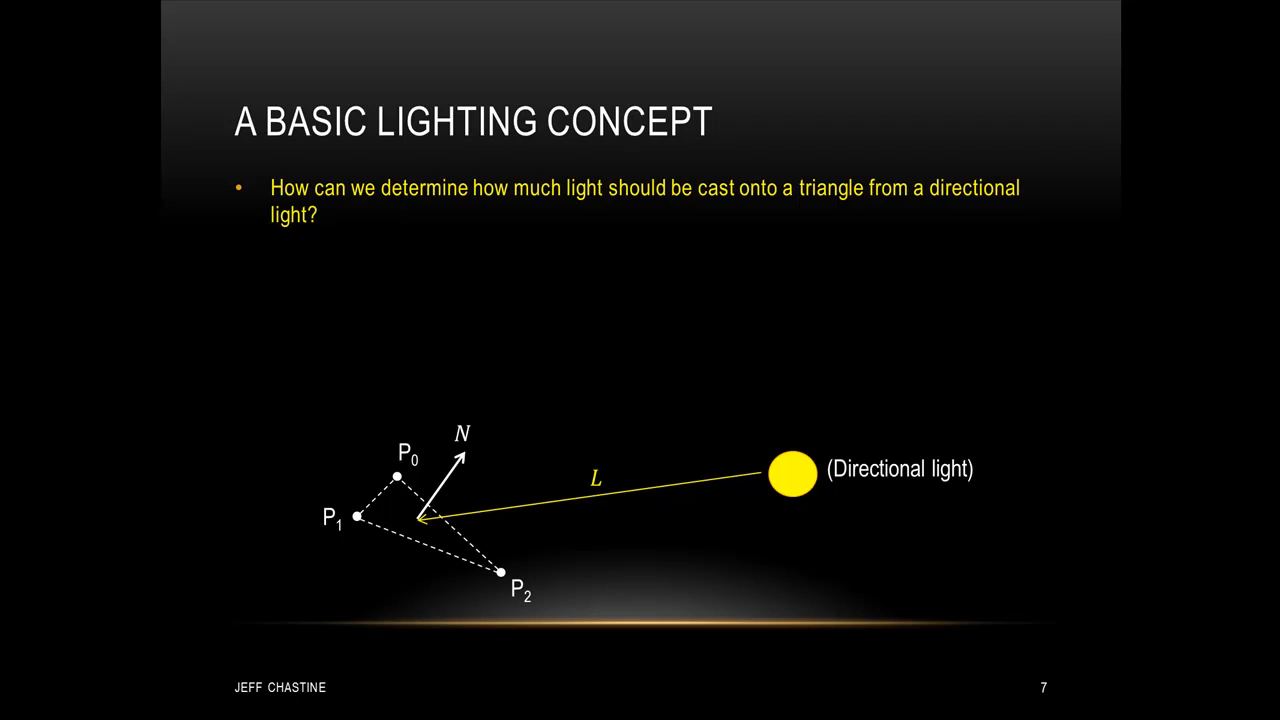 A BASIC LIGHTING CONCEPT
• How can we determine how much light should be cast onto a triangle from a directional
light?
N
P0
L
(Directional light)
P1
P2
JEFF CHASTINE
7